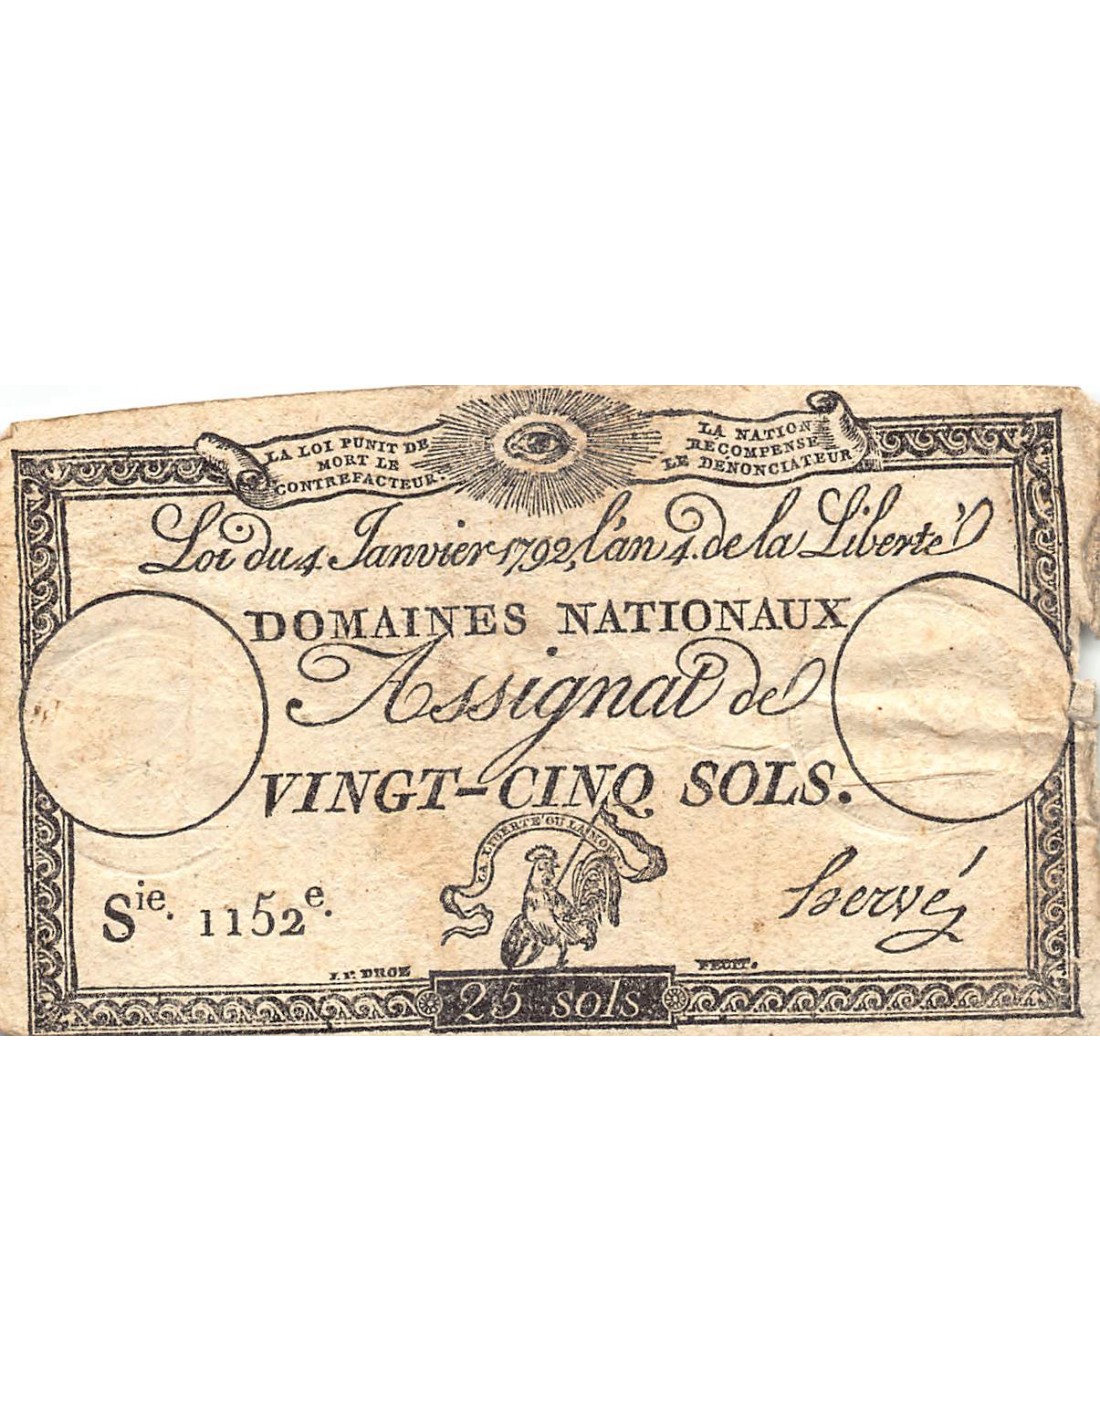 LA LOI PUNIT DE
MORT LE
CONTREFACTEUR.
LA NATION
RECOMPENSE
LE DENONCIATEUR
Loi du 4. Janvier 1792, l'an 4. de la Liberté
DOMAINES NATIONAUX
Assignat de
VINGT-CINQ SOLS.
LA LIBERTÉ OU LA MORT
Sie. 1152e.
hervé
J.P. DROZ
FECIT.
25 sols